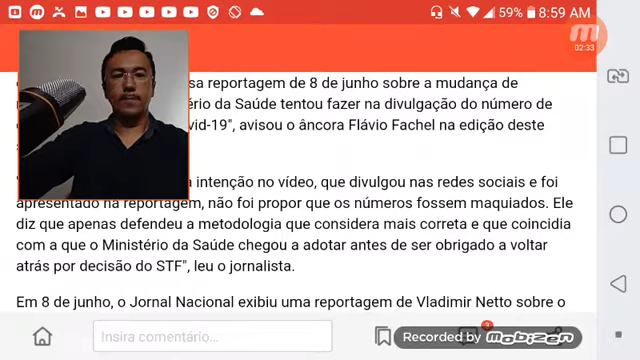 59% 8:59 AM
02:33
sa reportagem de 8 de junho sobre a mudança de
ério da Saúde tentou fazer na divulgação do número de
vid-19", avisou o âncora Flávio Fachel na edição deste
a intenção no vídeo, que divulgou nas redes sociais e foi
apresentado na reportagem, não foi propor que os números fossem maquiados. Ele
diz que apenas defendeu a metodologia que considera mais correta e que coincidia
com a que o Ministério da Saúde chegou a adotar antes de ser obrigado a voltar
atrás por decisão do STF", leu o jornalista.
Em 8 de junho, o Jornal Nacional exibiu uma reportagem de Vladimir Netto sobre o
Insira comentário...
Recorded by mobizen